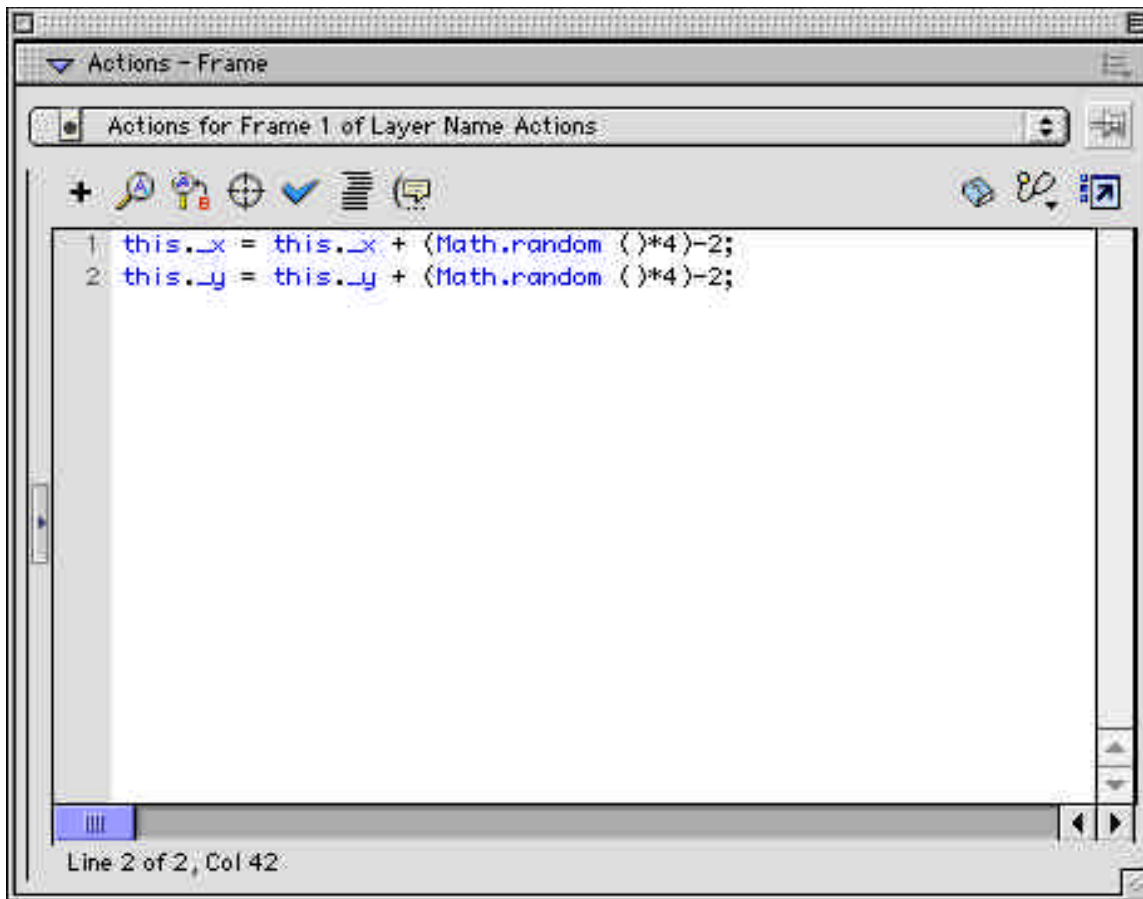 Actions - Frame
Actions for Frame 1 of Layer Name Actions
1 this._x = this._x + (Math.random ()*4)-2;
2 this._y = this._y + (Math.random ()*4)-2;
Line 2 of 2, Col 42